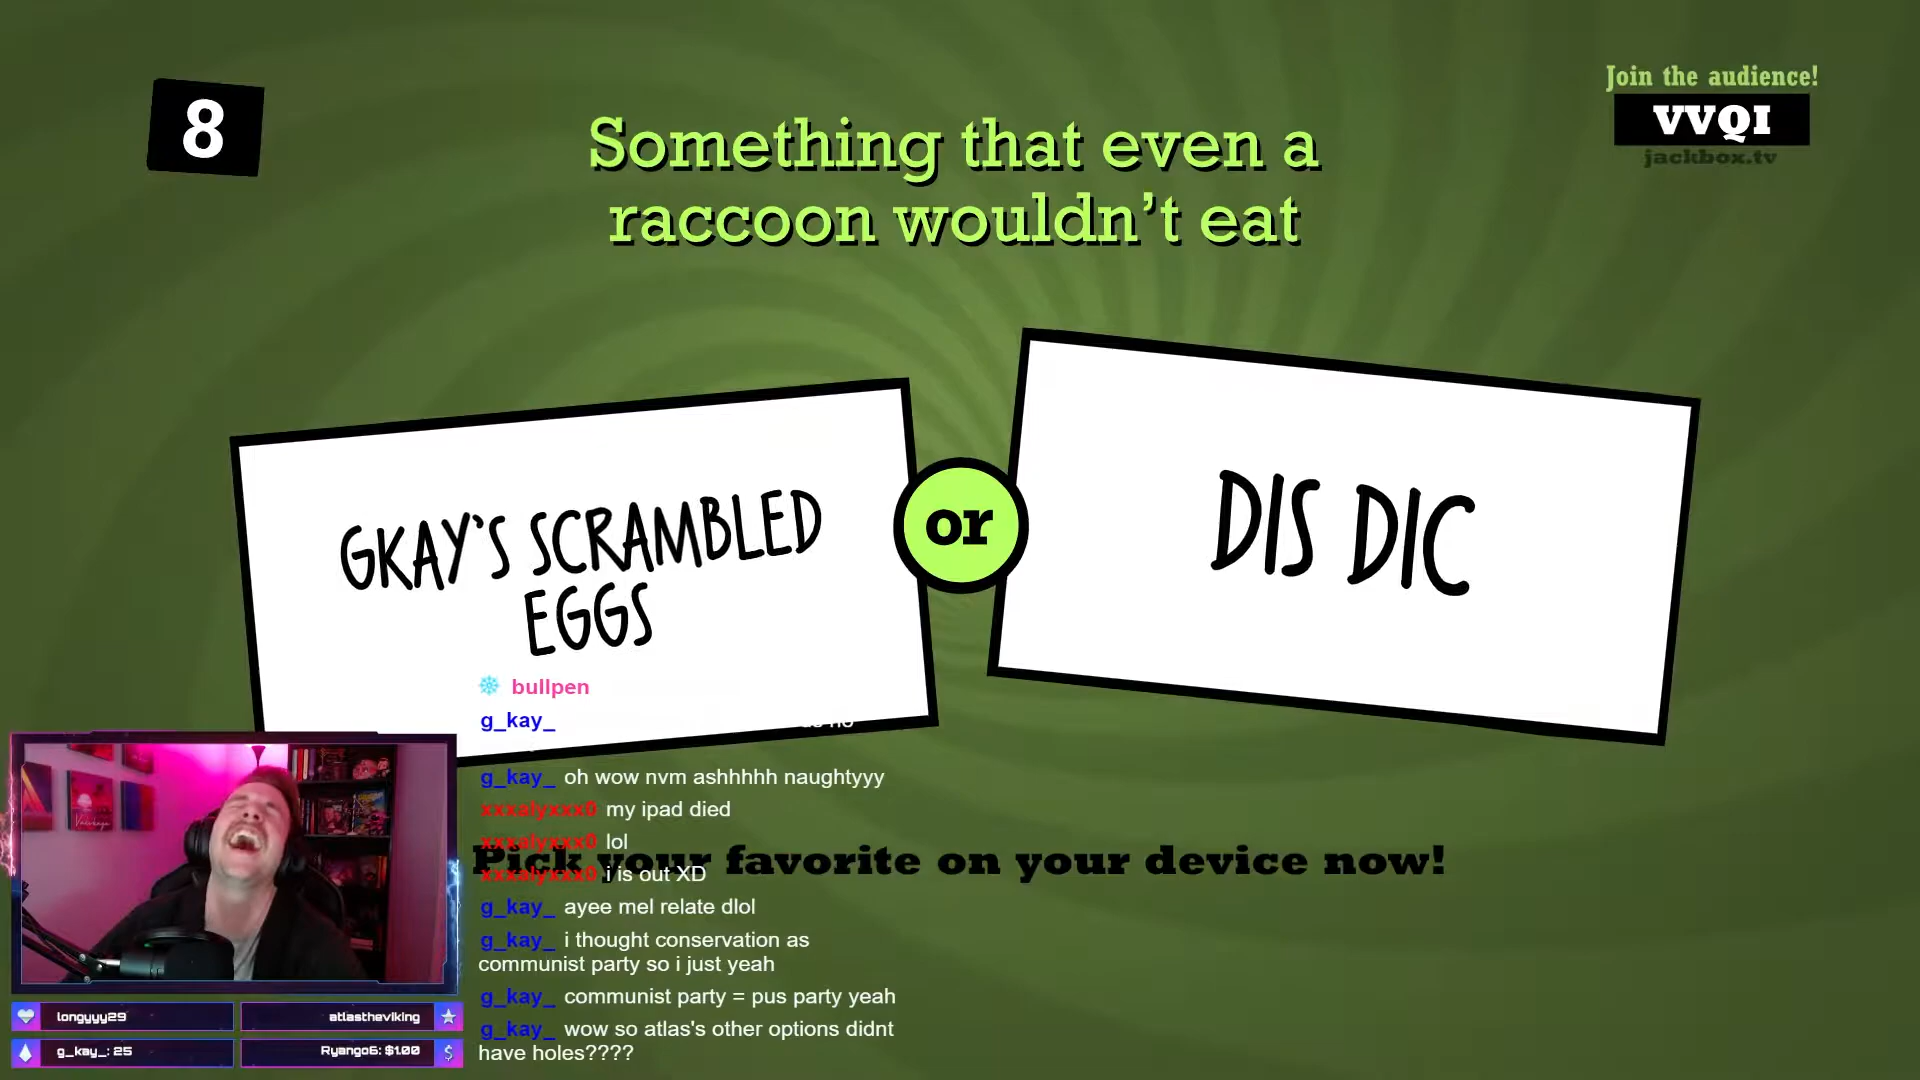 8
Something that even a
raccoon wouldn't eat
Join the audience!
VVQI
jackbox.tv
GKAY'S SCRAMBLED
EGGS
or
DIS DIC
bullpen
g_kay_
g_kay_ oh wow nvm ashhhhh naughtyyy
xxxalyxxx0 my ipad died
xxxalyxxx0 lol
Pick your favorite on your device now!
xxxalyxxx0 i is out XD
g_kay_ ayee mel relate dlol
g_kay_ i thought conservation as
communist party so i just yeah
g_kay_ communist party = pus party yeah
g_kay_ wow so atlas's other options didnt
have holes????
longyyy29
atlastheviking
g_kay_: 25
Ryango6: $1.00